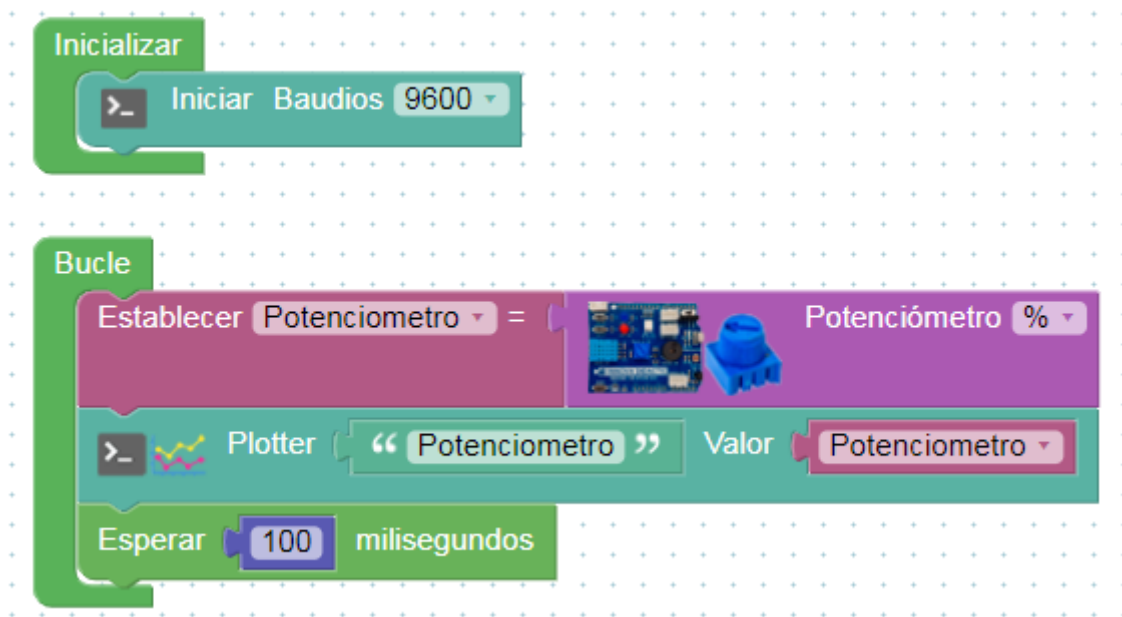 Inicializar
>_ Iniciar Baudios 9600
Bucle
Establecer Potenciometro = Potenciómetro %
>_ Plotter “ Potenciometro ” Valor Potenciometro
Esperar 100 milisegundos